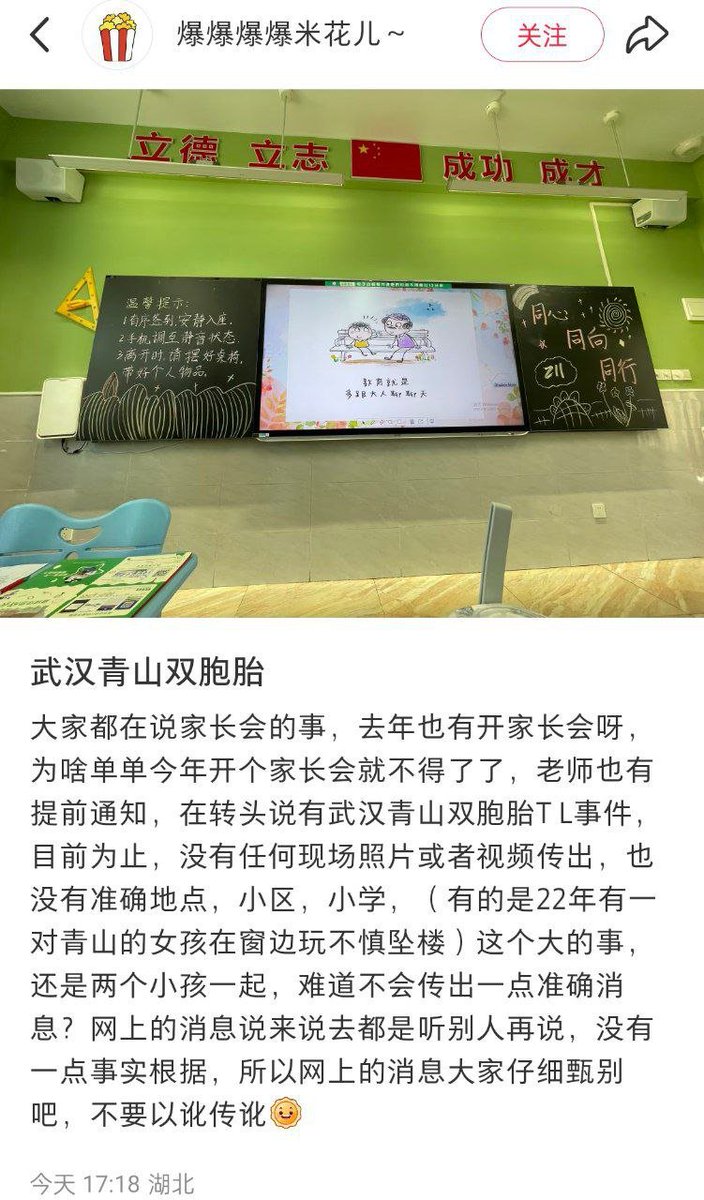 爆爆爆爆米花儿～
关注
立德 立志 成功 成才
温馨提示：
1.有序签到，安静入座
2.手机调至静音状态
3.离开时，请摆好桌椅，
带好个人物品。
教育就是
多跟大人 聊聊天
同心
同向
同行
211
武汉青山双胞胎
大家都在说家长会的事，去年也有开家长会呀，
为啥单单今年开个家长会就不得了了，老师也有
提前通知，在转头说有武汉青山双胞胎T L事件，
目前为止，没有任何现场照片或者视频传出，也
没有准确地点，小区，小学，（有的是22年有一
对青山的女孩在窗边玩不慎坠楼）这个大的事，
还是两个小孩一起，难道不会传出一点准确消
息？网上的消息说来说去都是听别人再说，没有
一点事实根据，所以网上的消息大家仔细甄别
吧，不要以讹传讹
今天 17:18 湖北